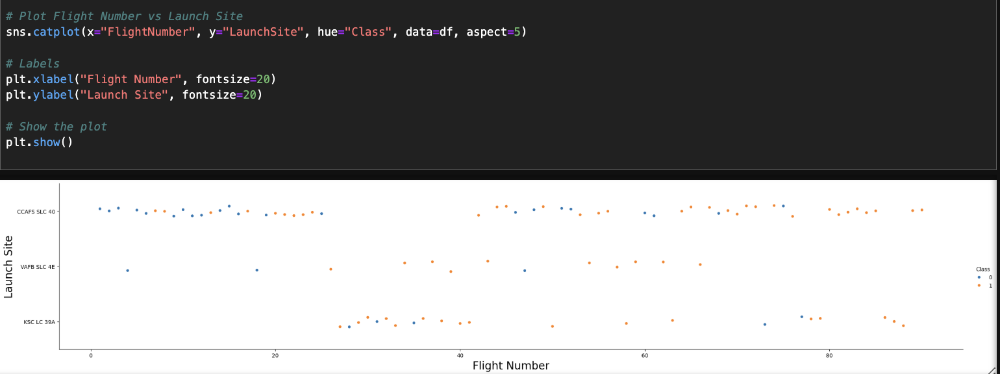 # Plot Flight Number vs Launch Site
sns.catplot(x="FlightNumber", y="LaunchSite", hue="Class", data=df, aspect=5)
# Labels
plt.xlabel("Flight Number", fontsize=20)
plt.ylabel("Launch Site", fontsize=20)
# Show the plot
plt.show()
Launch Site
CCAFS SLC 40
VAFB SLC 4E
KSC LC 39A
Class
0
1
0 20 40 60 80
Flight Number